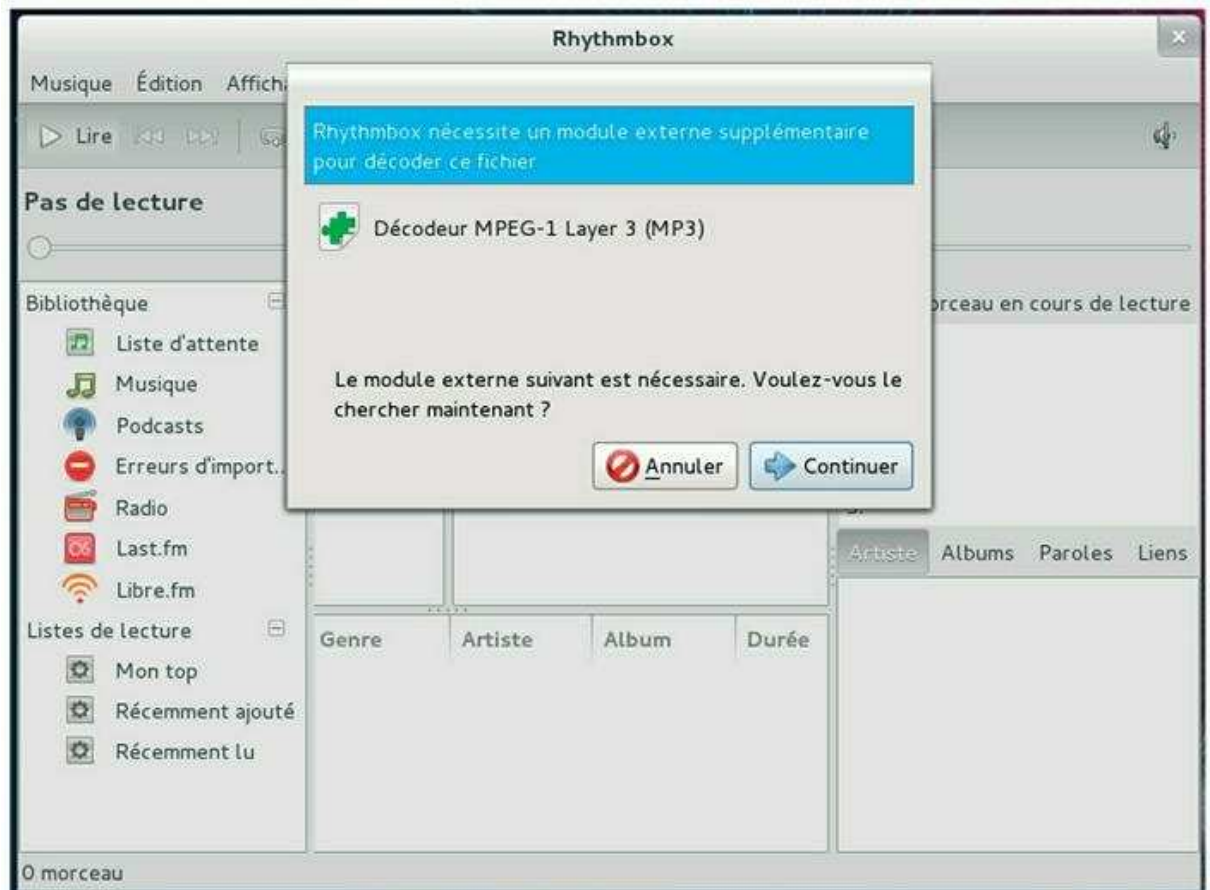 Rhythmbox
Musique Édition Affich
Lire
Rhythmbox nécessite un module externe supplémentaire
pour décoder ce fichier
Pas de lecture
Décodeur MPEG-1 Layer 3 (MP3)
Le module externe suivant est nécessaire. Voulez-vous le
chercher maintenant ?
Annuler Continuer
Bibliothèque
Liste d'attente
Musique
Podcasts
Erreurs d'import..
Radio
Last.fm
Libre.fm
Listes de lecture
Mon top
Récemment ajouté
Récemment lu
Genre Artiste Album Durée
orceau en cours de lecture
Artiste Albums Paroles Liens
0 morceau